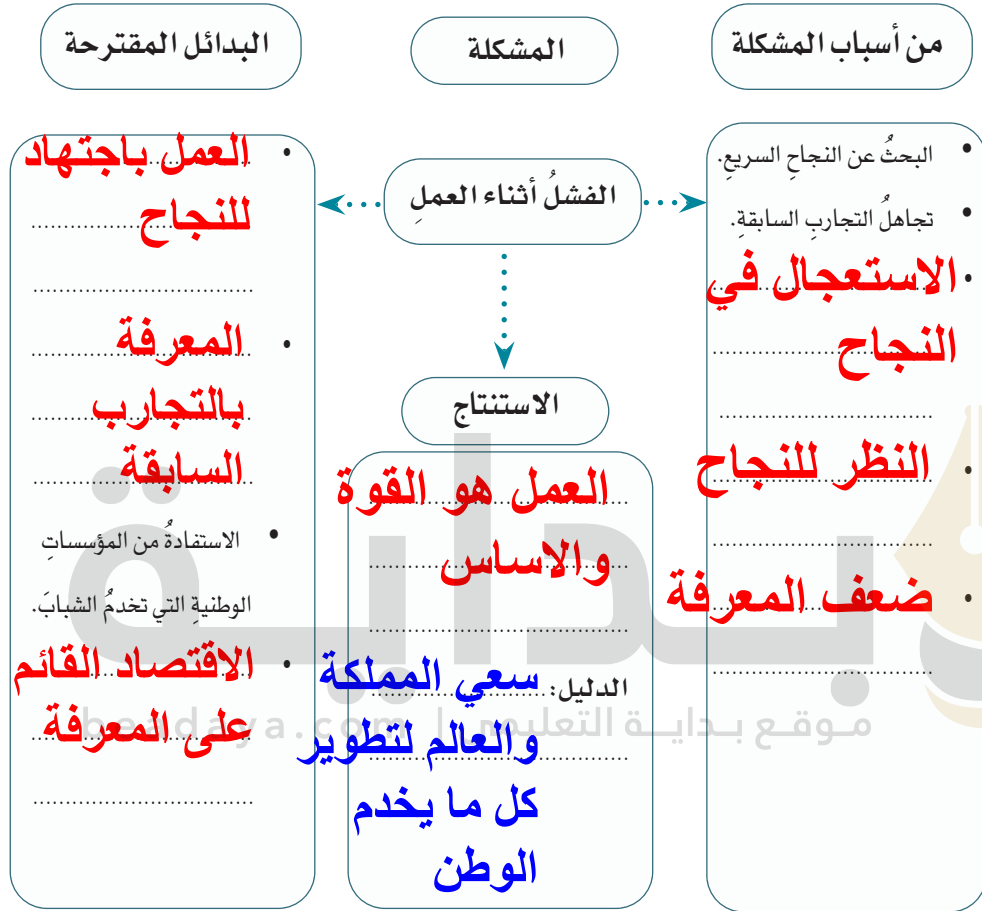 من أسباب المشكلة
المشكلة
البدائل المقترحة
• البحثُ عن النجاحِ السريعِ.
• تجاهلُ التجاربِ السابقةِ.
• الاستعجال في
النجاح
• النظر للنجاح
• ضعف المعرفة
الفشلُ أثناء العملِ
الاستنتاج
العمل هو القوة
والاساس
الدليل: سعي المملكة
والعالم لتطوير
كل ما يخدم
الوطن
• العمل باجتهاد
للنجاح
• المعرفة
بالتجارب
السابقة
• الاستفادةُ من المؤسساتِ
الوطنيةِ التي تخدمُ الشبابَ.
• الاقتصاد القائم
على المعرفة
بداية
موقع بداية التعليمي | beadaya.com